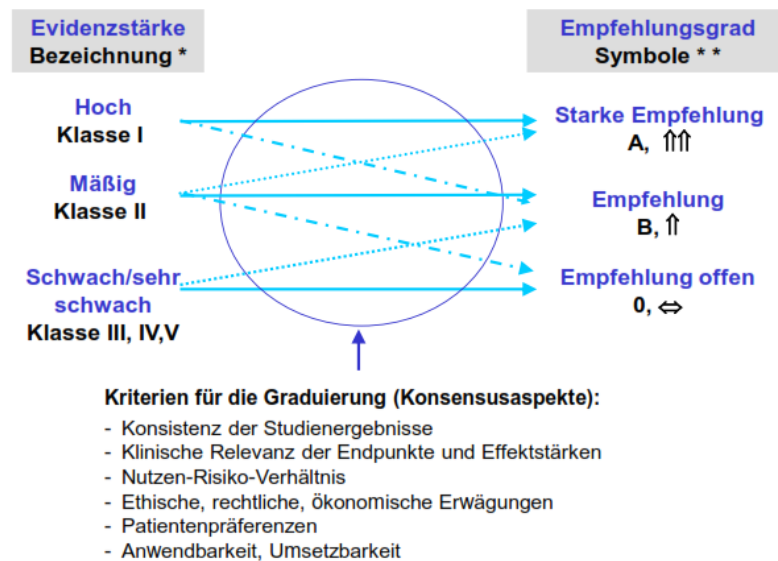 Evidenzstärke
Bezeichnung *
Empfehlungsgrad
Symbole * *
Hoch
Klasse I
Starke Empfehlung
A, ⇑⇑
Mäßig
Klasse II
Empfehlung
B, ⇑
Schwach/sehr
schwach
Klasse III, IV,V
Empfehlung offen
0, ⇔
Kriterien für die Graduierung (Konsensusaspekte):
- Konsistenz der Studienergebnisse
- Klinische Relevanz der Endpunkte und Effektstärken
- Nutzen-Risiko-Verhältnis
- Ethische, rechtliche, ökonomische Erwägungen
- Patientenpräferenzen
- Anwendbarkeit, Umsetzbarkeit